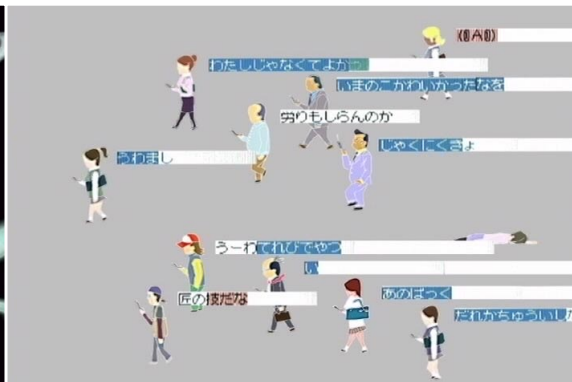 (0A0)
わたしじゃなくてよかっ
いまのこかわいかったなを
労りもしらんのか
じゃくにくきょ
うわまし
うーわてれびでやつ
い
匠の技だな
あのばっぐ
だれかちゅういしな